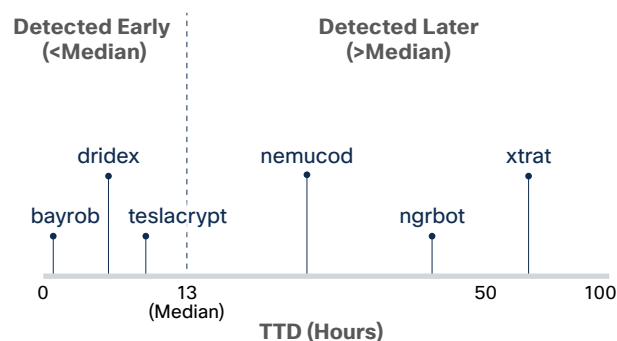 Detected Early
(<Median)
Detected Later
(>Median)
dridex
nemucod
xtrat
bayrob
teslacrypt
ngrbot
0
13
50
100
(Median)
TTD (Hours)